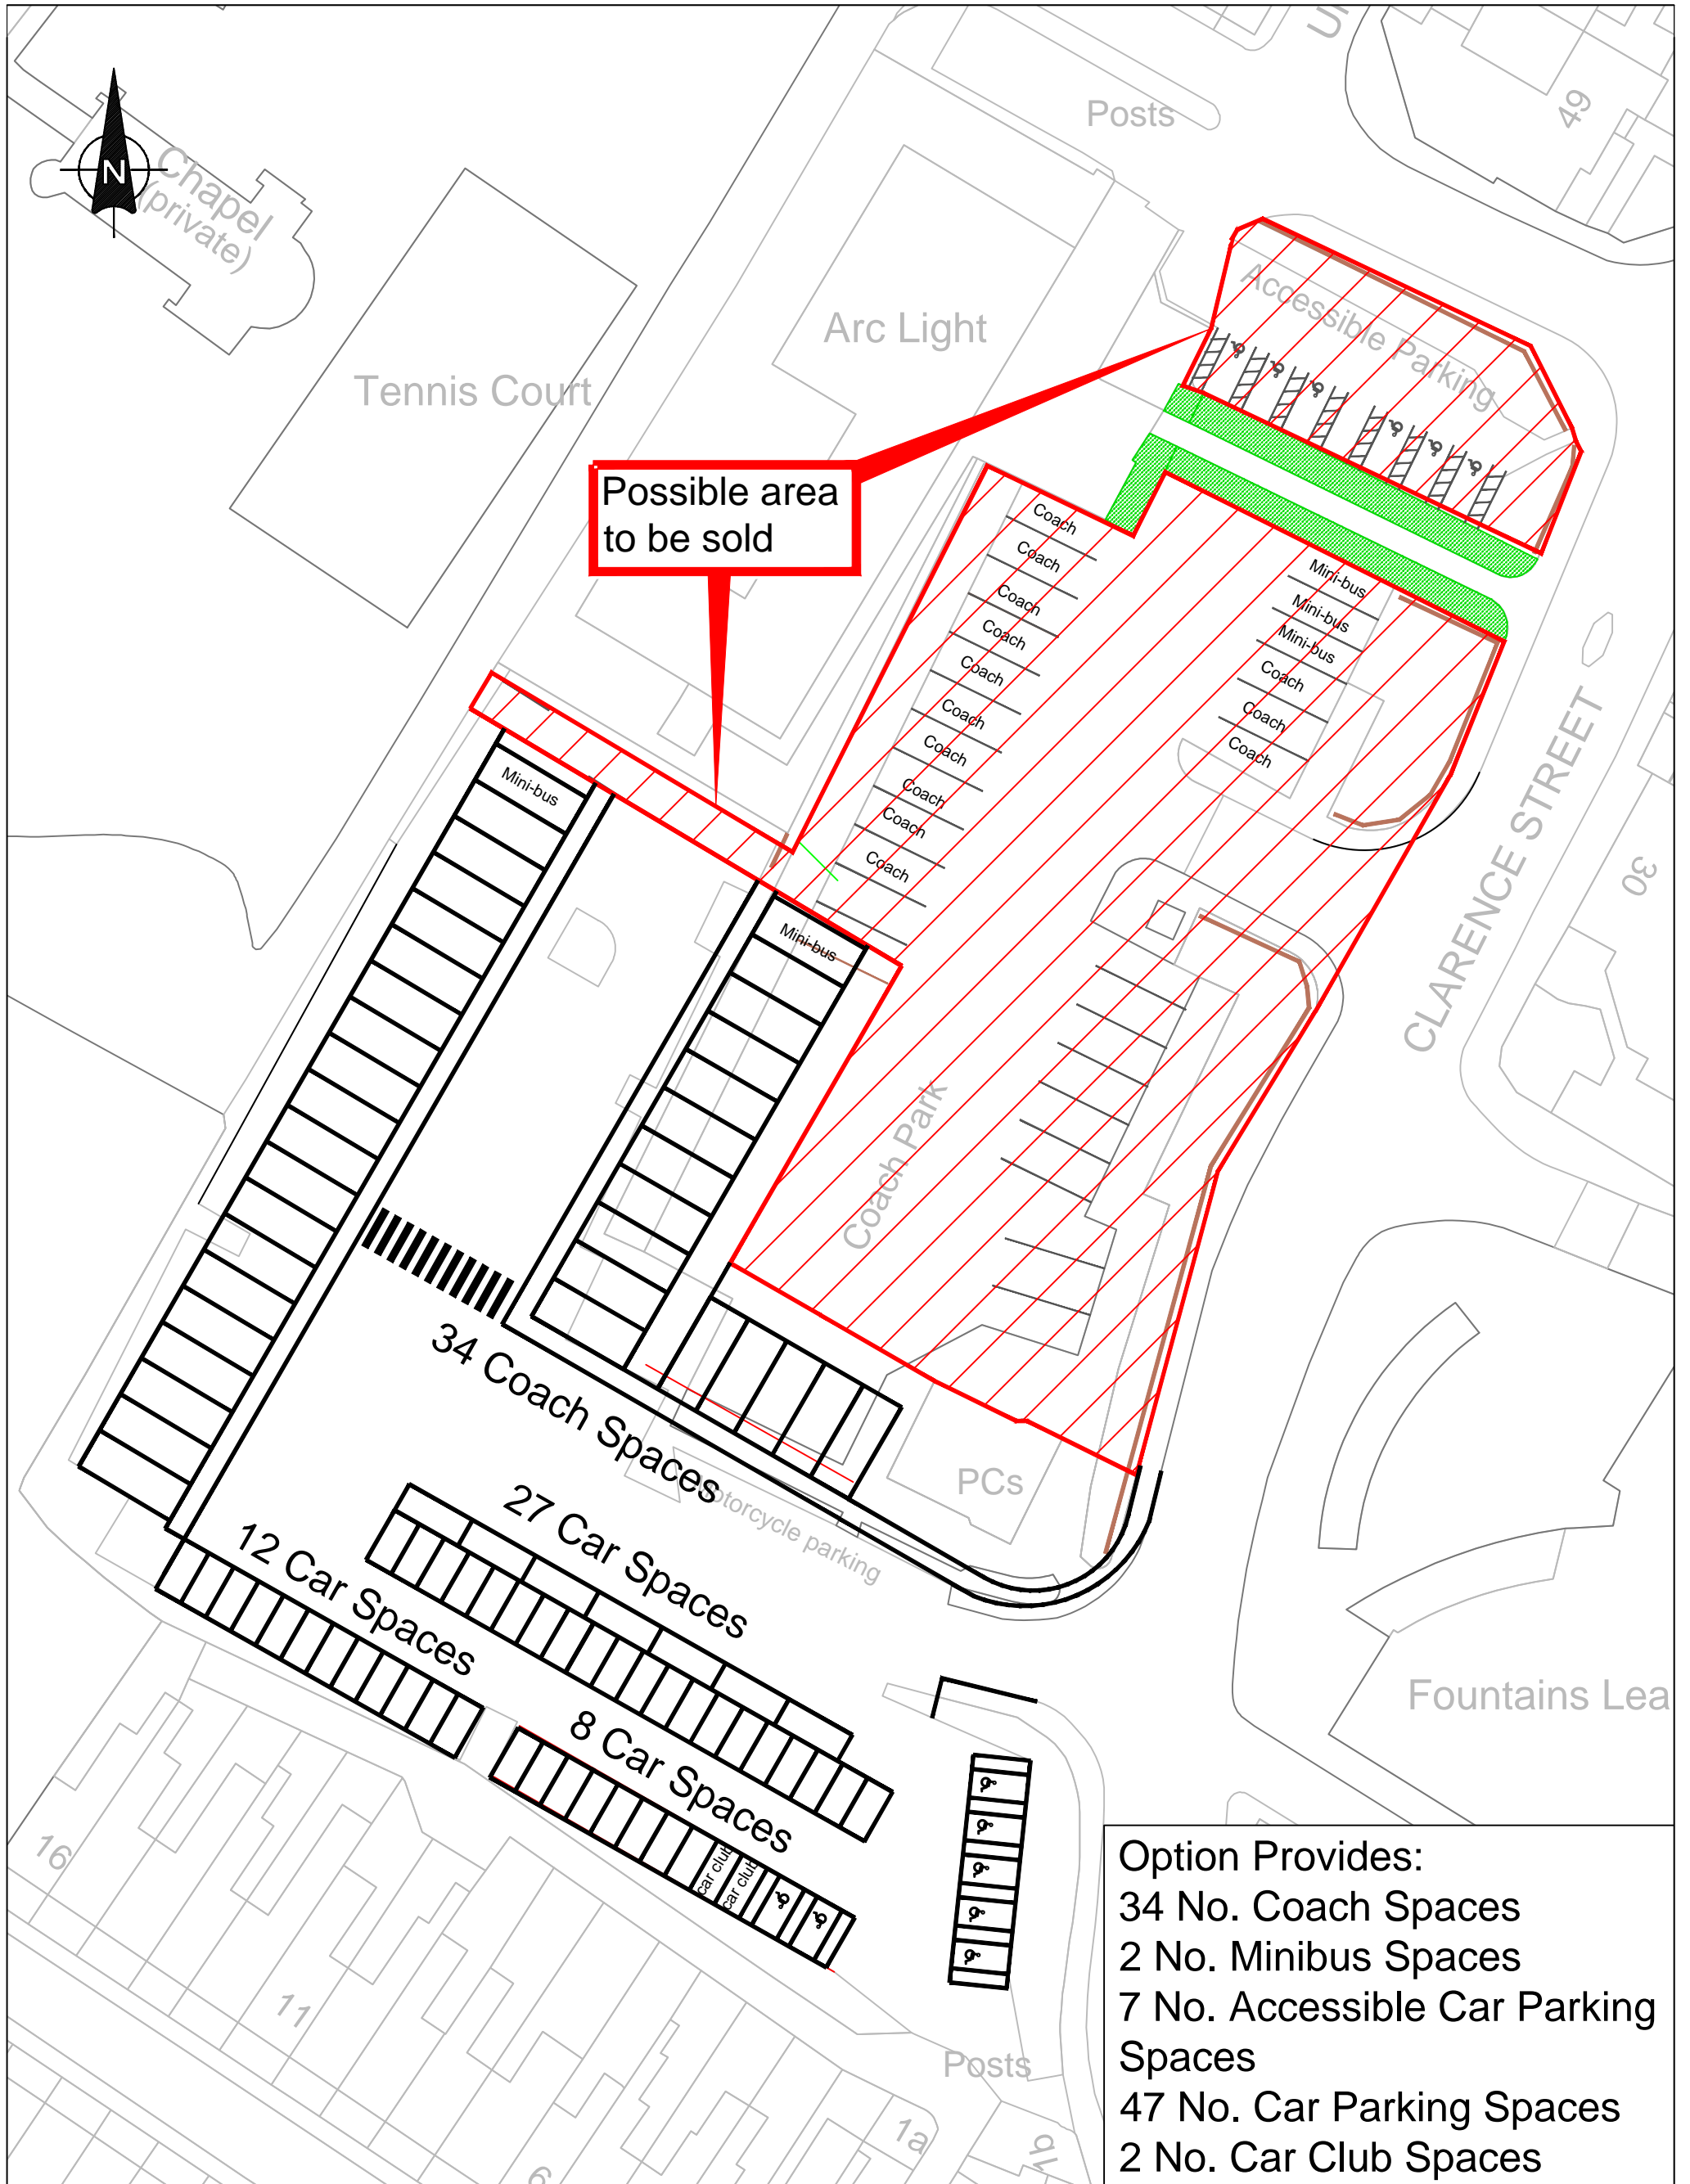 Posts
49
N
Chapel
(private)
Accessible Parking
Arc Light
Tennis Court
Possible area
to be sold
Coach
Coach
Coach
Coach
Coach
Coach
Coach
Coach
Coach
Coach
Mini-bus
Mini-bus
Mini-bus
Coach
Coach
Coach
CLARENCE STREET
30
Mini-bus
Mini-bus
Coach Park
34 Coach Spaces
PCs
Motorcycle parking
27 Car Spaces
12 Car Spaces
8 Car Spaces
car club
car club
Fountains Lea
16
11
6
1a
Posts
Option Provides:
34 No. Coach Spaces
2 No. Minibus Spaces
7 No. Accessible Car Parking
Spaces
47 No. Car Parking Spaces
2 No. Car Club Spaces